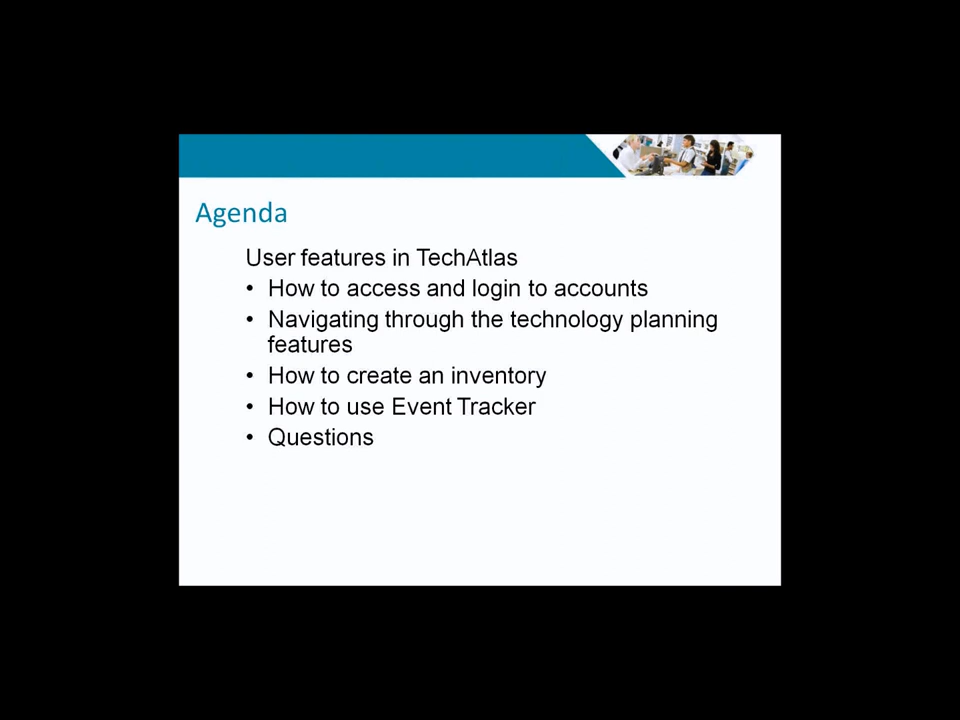 Agenda
User features in TechAtlas
• How to access and login to accounts
• Navigating through the technology planning
features
• How to create an inventory
• How to use Event Tracker
• Questions